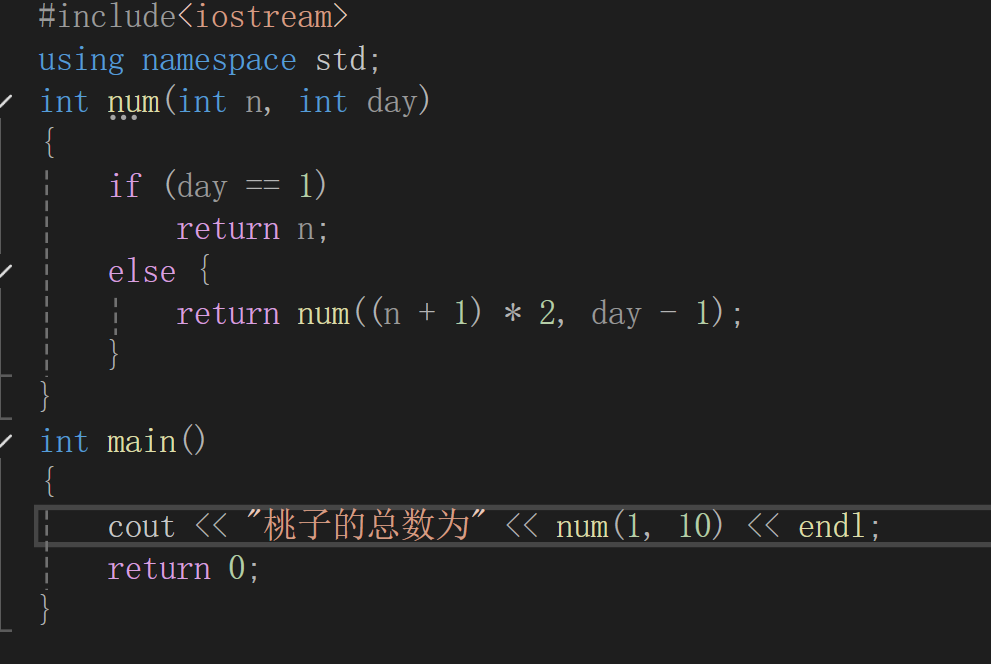 #include<iostream>
using namespace std;
int num(int n, int day)
{
    if (day == 1)
        return n;
    else {
        return num((n + 1) * 2, day - 1);
    }
}
int main()
{
    cout << "桃子的总数为" << num(1, 10) << endl;
    return 0;
}